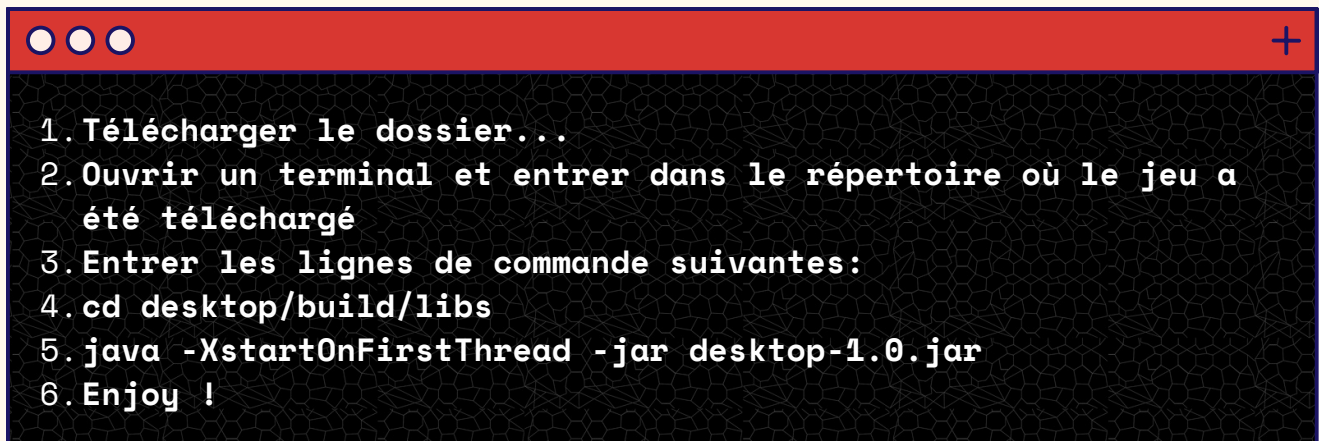 1. Télécharger le dossier...
2. Ouvrir un terminal et entrer dans le répertoire où le jeu a
été téléchargé
3. Entrer les lignes de commande suivantes:
4. cd desktop/build/libs
5. java -XstartOnFirstThread -jar desktop-1.0.jar
6. Enjoy !